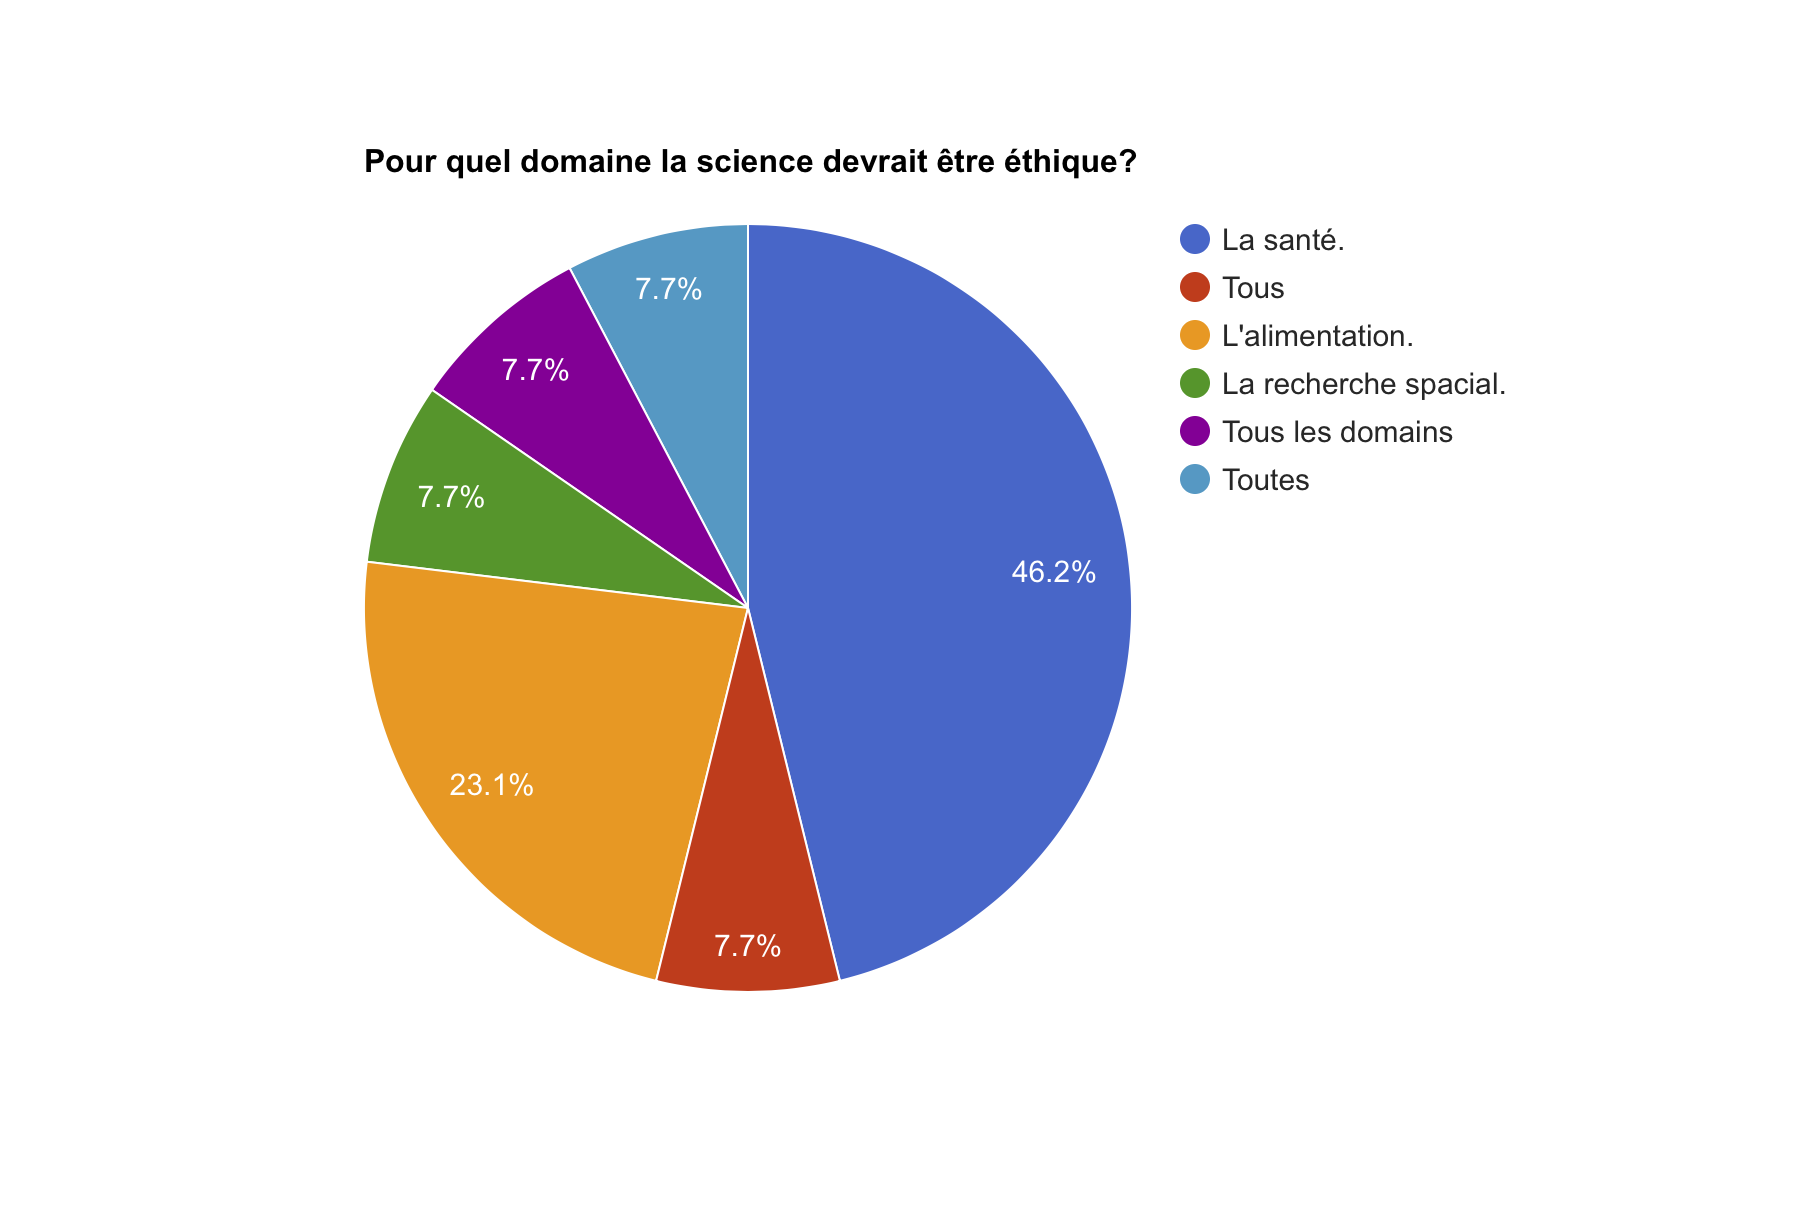 Pour quel domaine la science devrait être éthique?
La santé.
Tous
L'alimentation.
La recherche spacial.
Tous les domains
Toutes
7.7%
7.7%
7.7%
46.2%
23.1%
7.7%